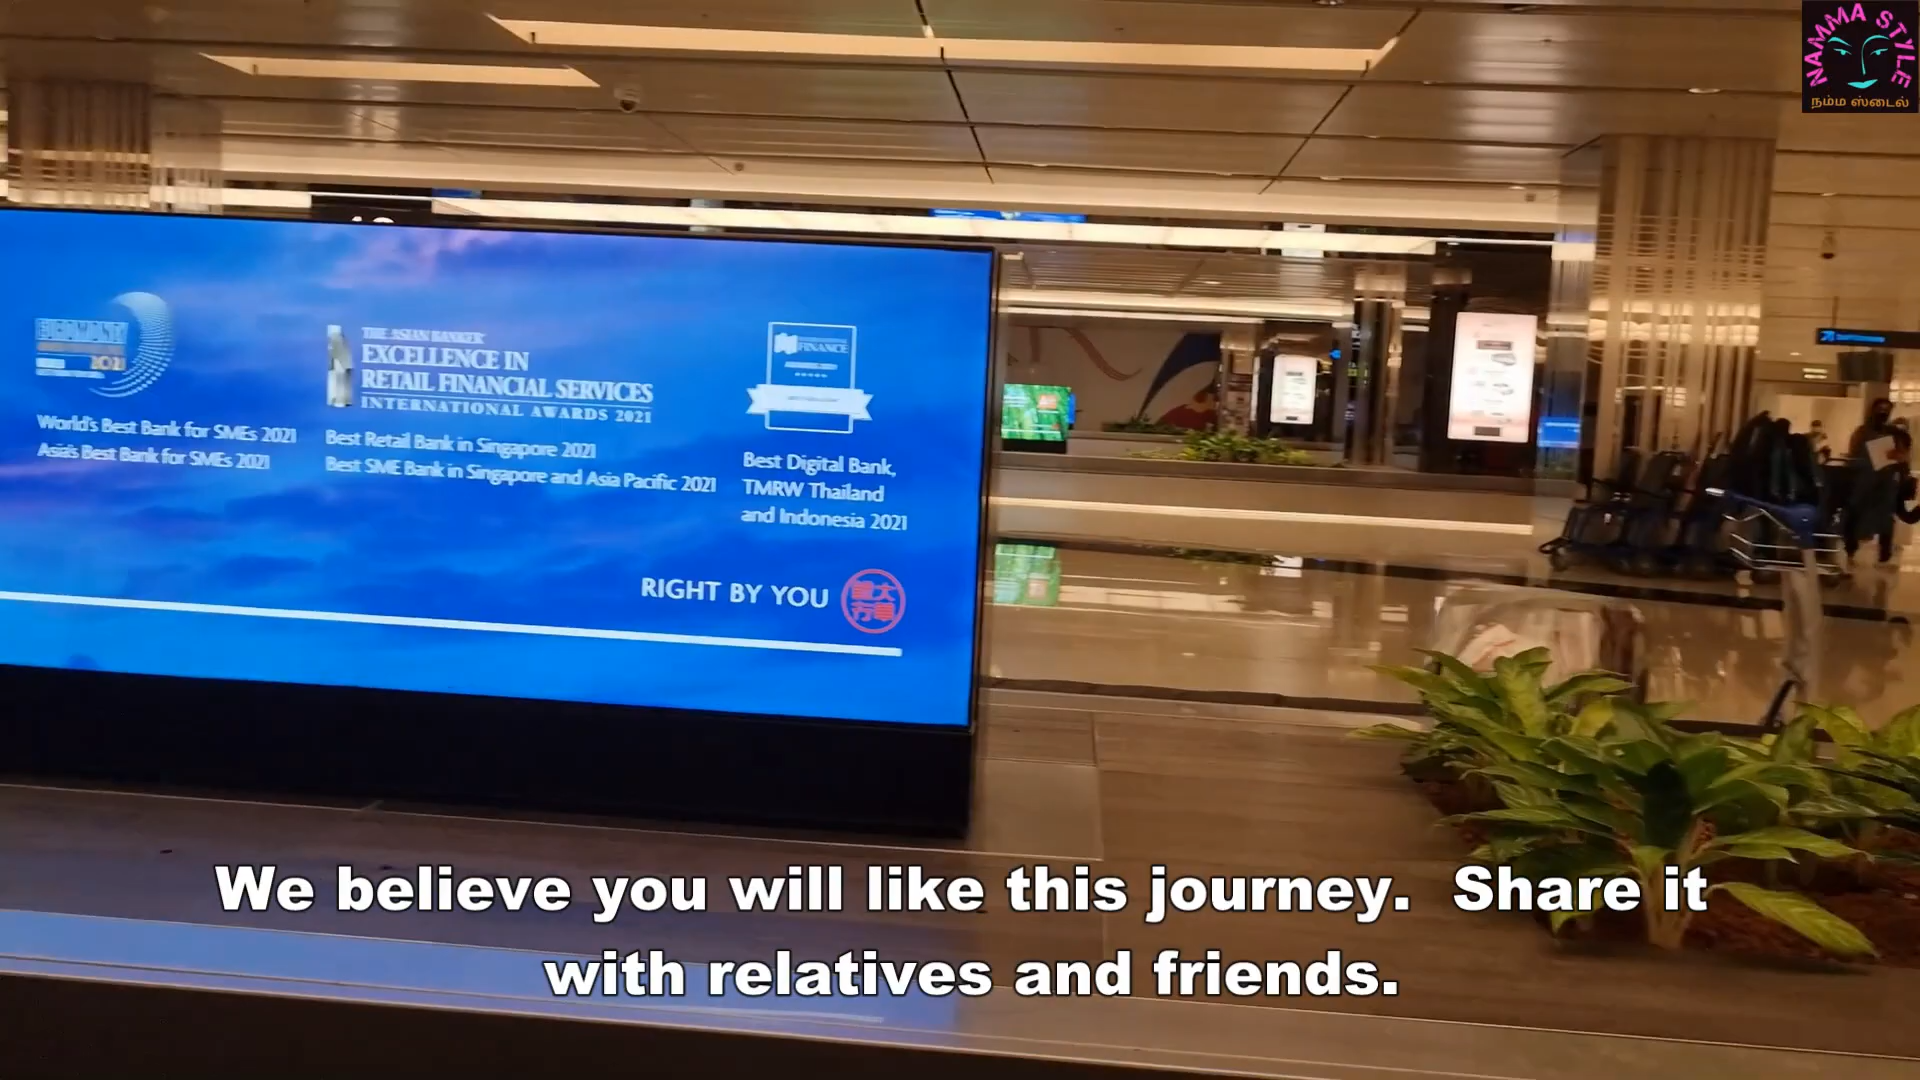 NAMMA STYLE
நம்ம ஸ்டைல்
2021
World's Best Bank for SMEs 2021
Asia's Best Bank for SMEs 2021
THE ASIAN BANKER
EXCELLENCE IN
RETAIL FINANCIAL SERVICES
INTERNATIONAL AWARDS 2021
Best Retail Bank in Singapore 2021
Best SME Bank in Singapore and Asia Pacific 2021
FINANCE
Best Digital Bank,
TMRW Thailand
and Indonesia 2021
RIGHT BY YOU
We believe you will like this journey. Share it
with relatives and friends.